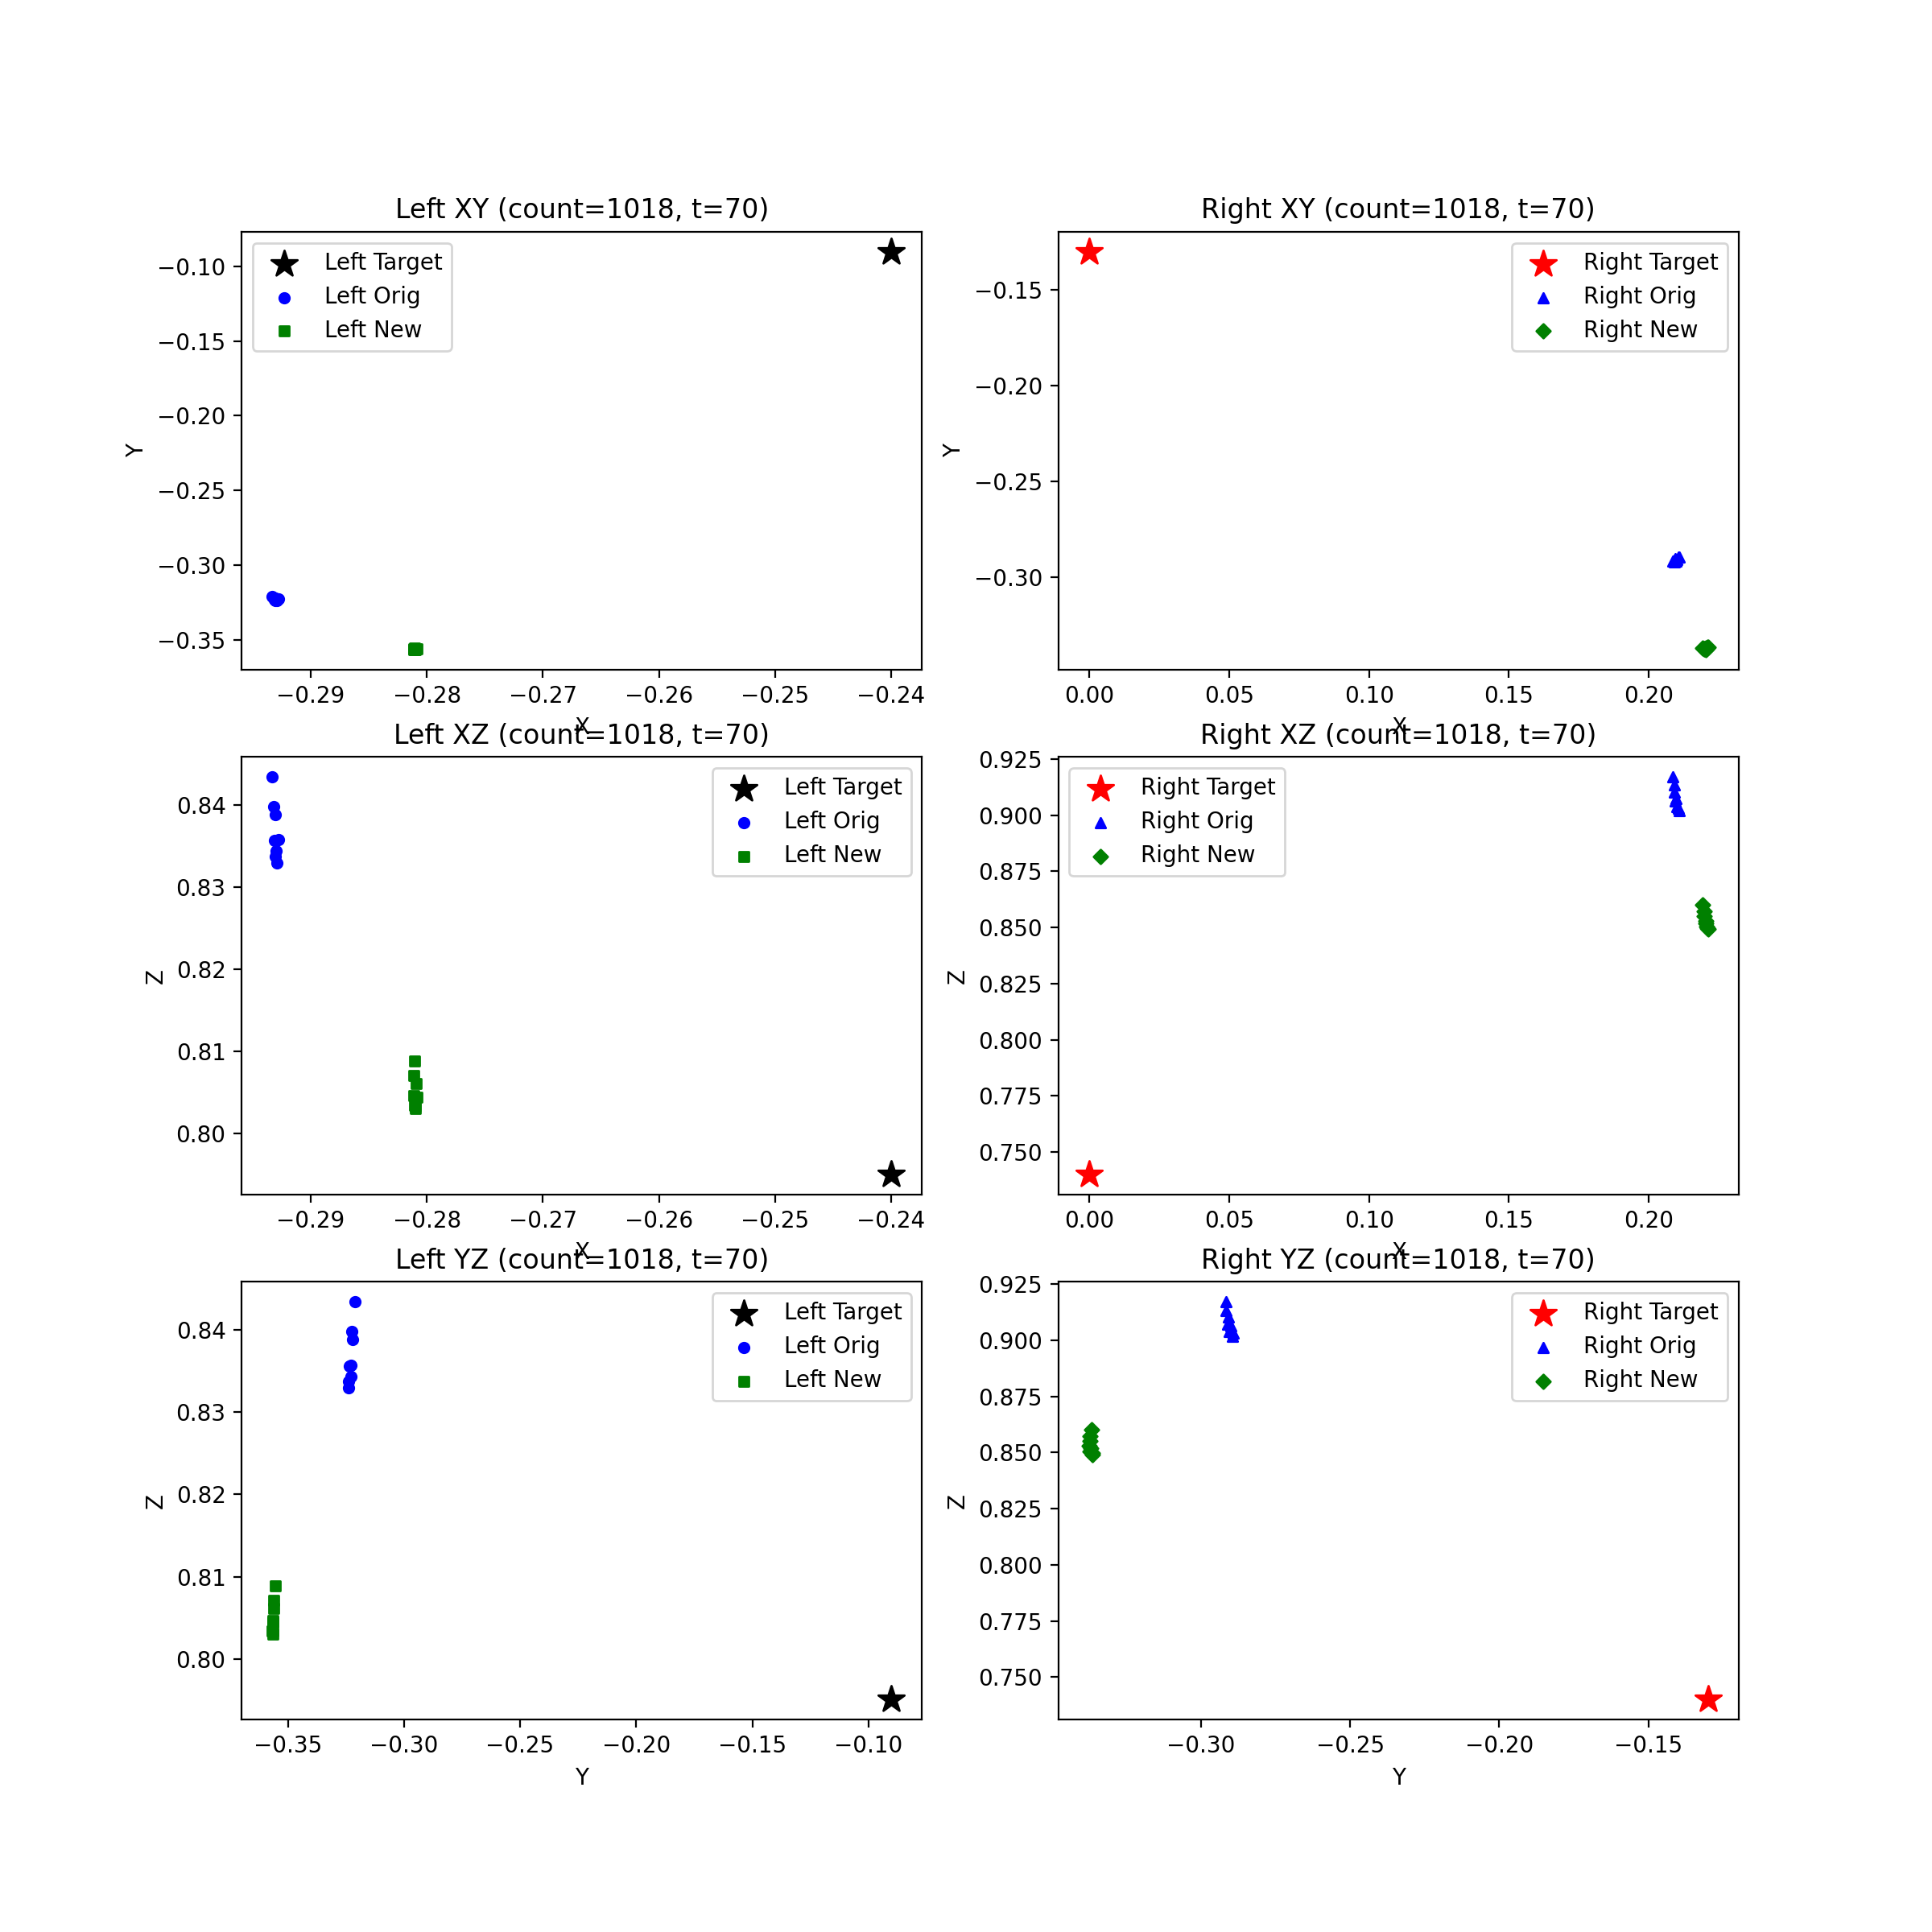 Left XY (count=1018, t=70)
Left Target
Left Orig
Left New
−0.10
−0.15
−0.20
−0.25
−0.30
−0.35
Y
−0.29
−0.28
−0.27
−0.26
−0.25
−0.24
X
Right XY (count=1018, t=70)
Right Target
Right Orig
Right New
−0.15
−0.20
−0.25
−0.30
Y
0.00
0.05
0.10
0.15
0.20
X
Left XZ (count=1018, t=70)
Left Target
Left Orig
Left New
0.84
0.83
0.82
0.81
0.80
Z
−0.29
−0.28
−0.27
−0.26
−0.25
−0.24
X
Right XZ (count=1018, t=70)
Right Target
Right Orig
Right New
0.925
0.900
0.875
0.850
0.825
0.800
0.775
0.750
Z
0.00
0.05
0.10
0.15
0.20
X
Left YZ (count=1018, t=70)
Left Target
Left Orig
Left New
0.84
0.83
0.82
0.81
0.80
Z
−0.35
−0.30
−0.25
−0.20
−0.15
−0.10
Y
Right YZ (count=1018, t=70)
Right Target
Right Orig
Right New
0.925
0.900
0.875
0.850
0.825
0.800
0.775
0.750
Z
−0.30
−0.25
−0.20
−0.15
Y